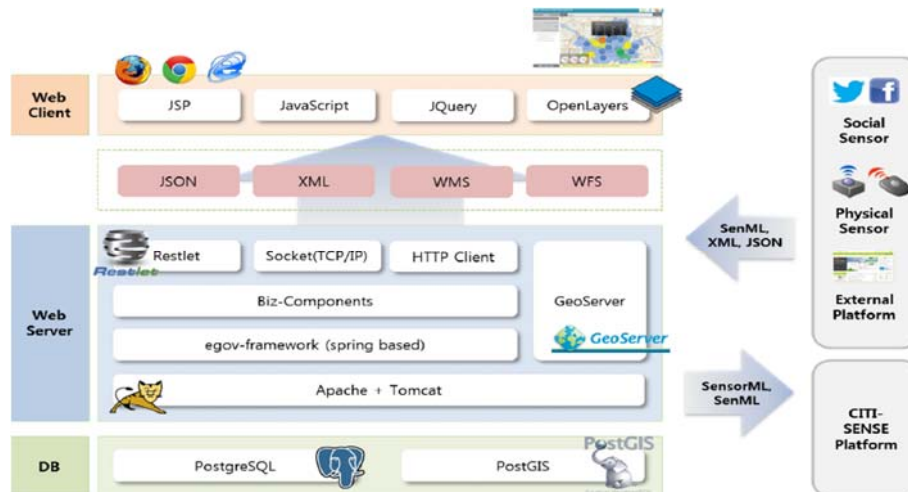 Web
Client
JSP
JavaScript
JQuery
OpenLayers
JSON
XML
WMS
WFS
Web
Server
Restlet
Restlet
Socket(TCP/IP)
HTTP Client
Biz-Components
egov-framework (spring based)
GeoServer
GeoServer
Apache + Tomcat
DB
PostgreSQL
PostGIS
PostGIS
SenML,
XML, JSON
SensorML,
SenML
Social
Sensor
Physical
Sensor
External
Platform
CITI-
SENSE
Platform